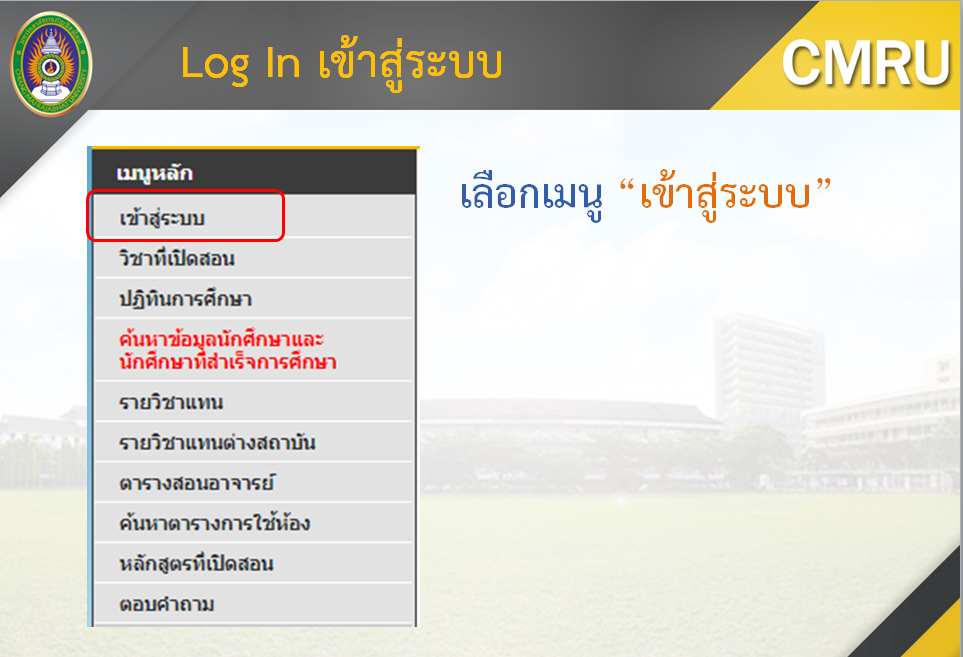 Log In เข้าสู่ระบบ
CMRU
เมนูหลัก
เข้าสู่ระบบ
วิชาที่เปิดสอน
ปฏิทินการศึกษา
ค้นหาข้อมูลนักศึกษาและ
นักศึกษาที่สำเร็จการศึกษา
รายวิชาแทน
รายวิชาแทนต่างสถาบัน
ตารางสอนอาจารย์
ค้นหาตารางการใช้ห้อง
หลักสูตรที่เปิดสอน
ตอบคำถาม
เลือกเมนู “เข้าสู่ระบบ”